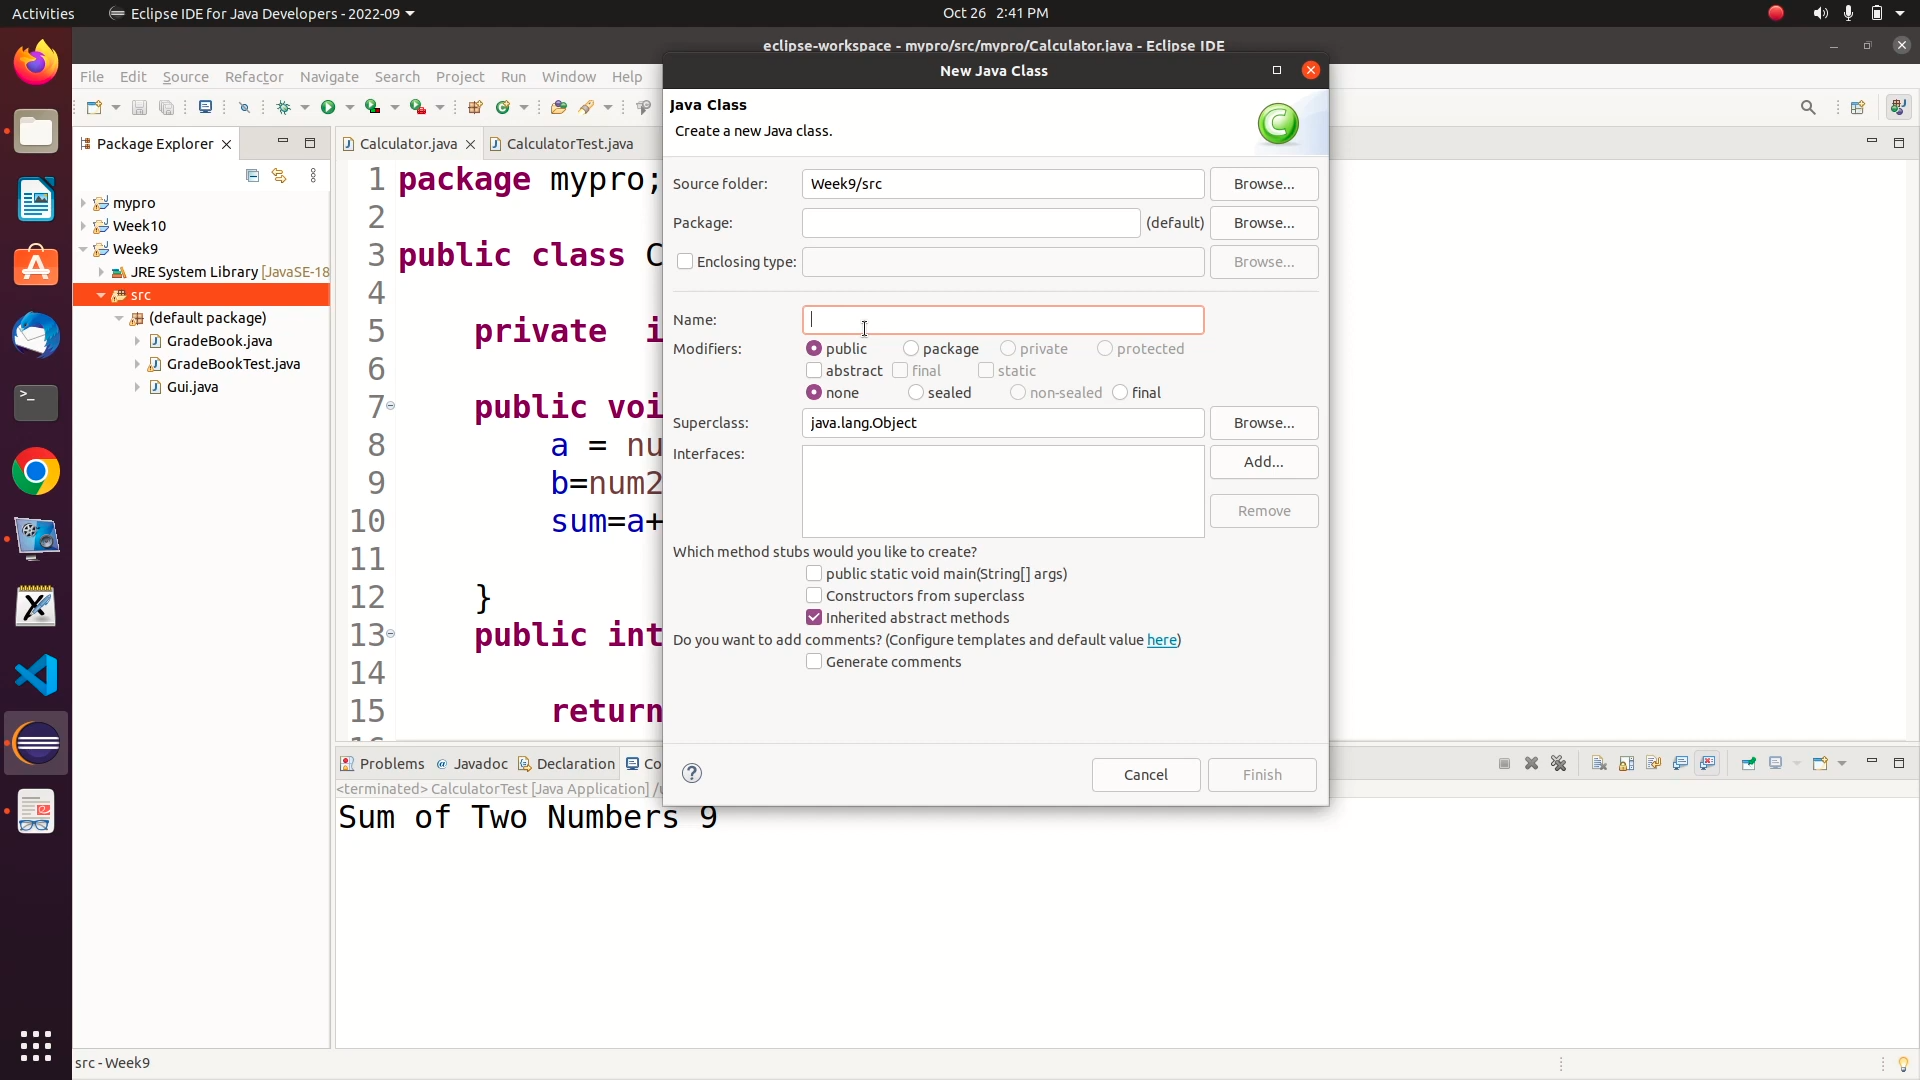 Activities
Eclipse IDE for Java Developers - 2022-09
Oct 26 2:41 PM
eclipse-workspace - mypro/src/mypro/Calculator.java - Eclipse IDE
File Edit Source Refactor Navigate Search Project Run Window Help
New Java Class
Java Class
Create a new Java class.
Package Explorer
Calculator.java
CalculatorTest.java
mypro
Week10
Week9
JRE System Library [JavaSE-18
src
(default package)
GradeBook.java
GradeBookTest.java
Gui.java
1 package mypro;
2
3 public class C
4
5 private i
6
7 public voi
8 a = nu
9 b=num2
10 sum=a+
11
12 }
13 public int
14
15 return
Source folder: Week9/src Browse...
Package: (default) Browse...
Enclosing type: Browse...
Name:
Modifiers: public package private protected
abstract final static
none sealed non-sealed final
Superclass: java.lang.Object Browse...
Interfaces: Add...
Remove
Which method stubs would you like to create?
public static void main(String[] args)
Constructors from superclass
Inherited abstract methods
Do you want to add comments? (Configure templates and default value here)
Generate comments
Cancel Finish
Problems @ Javadoc Declaration Co
<terminated> CalculatorTest [Java Application] /u
Sum of Two Numbers 9
src - Week9